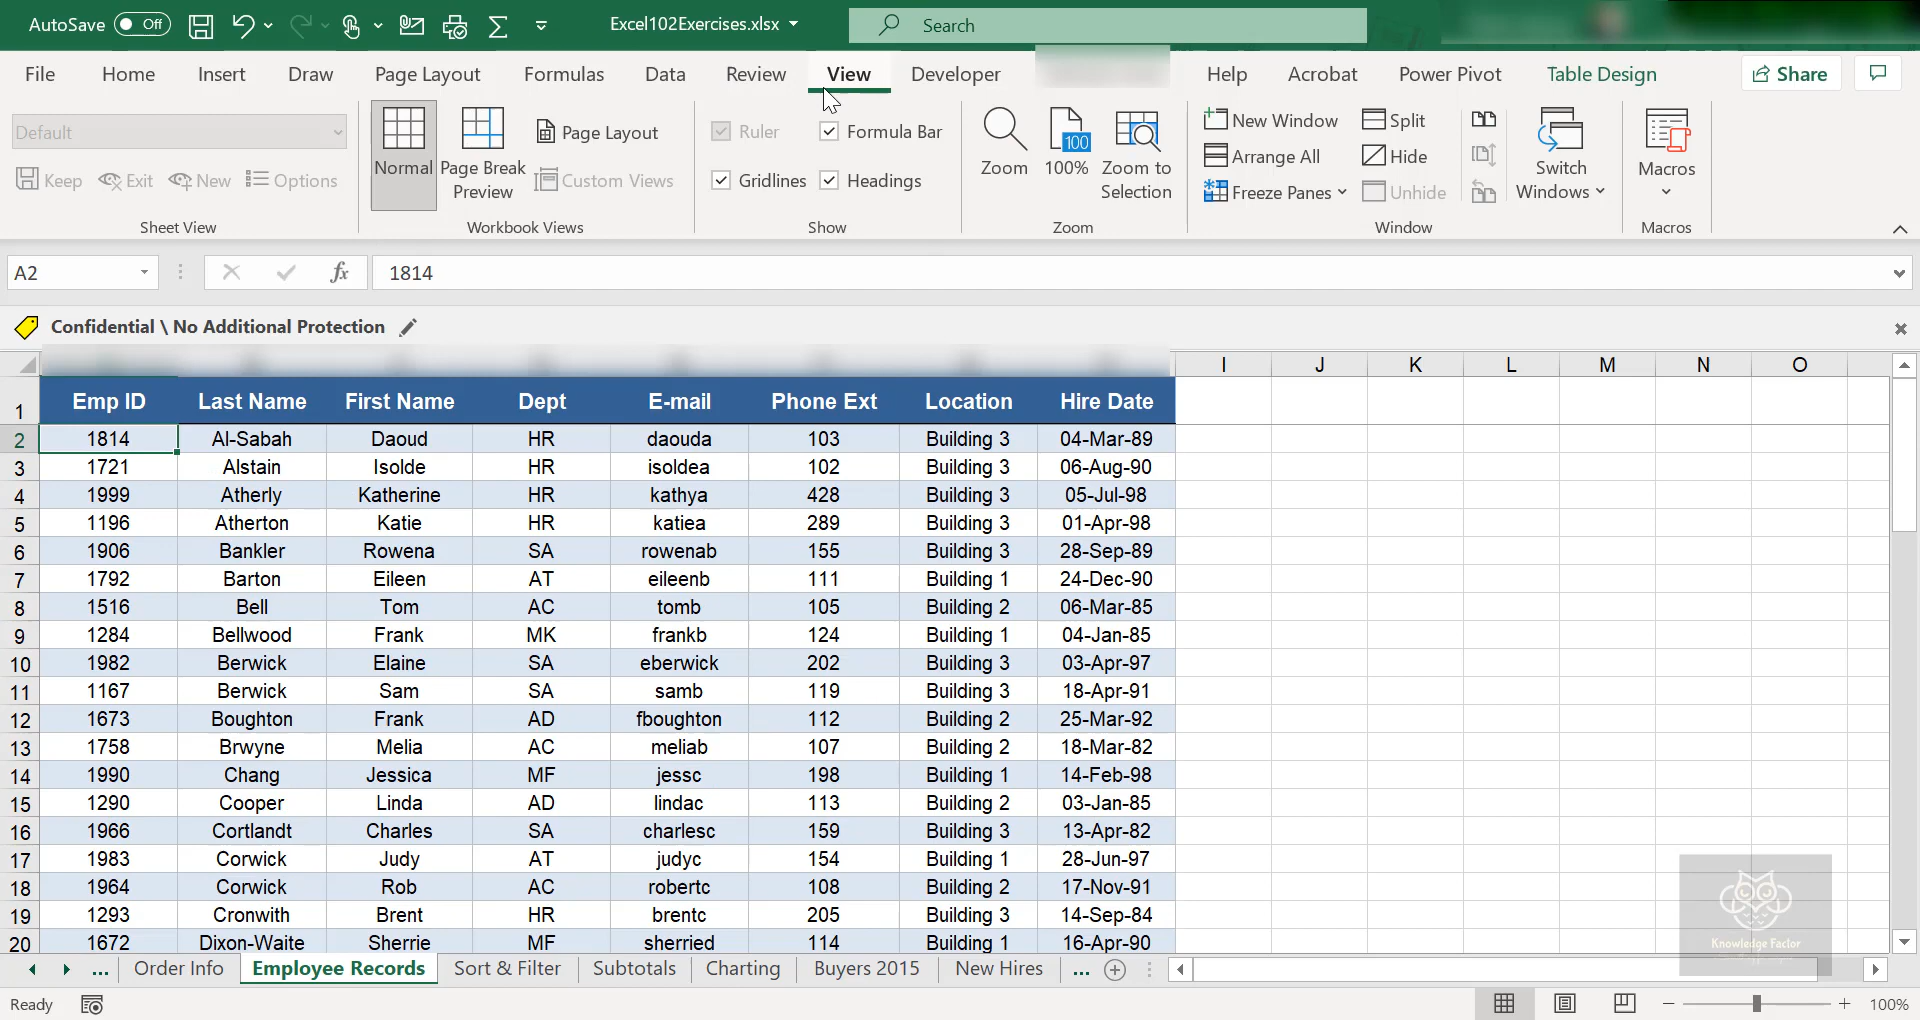 AutoSave Off Excel102Exercises.xlsx Search
File Home Insert Draw Page Layout Formulas Data Review View Developer Help Acrobat Power Pivot Table Design Share
Default
Keep Exit New Options
Sheet View
Normal
Page Break
Preview
Page Layout
Custom Views
Workbook Views
Ruler Formula Bar
Gridlines Headings
Show
Zoom
100
100%
Zoom to
Selection
Zoom
New Window
Arrange All
Freeze Panes
Split
Hide
Unhide
Switch
Windows
Window
Macros
Macros
A2 fx 1814
Confidential \ No Additional Protection
I J K L M N O
1 Emp ID Last Name First Name Dept E-mail Phone Ext Location Hire Date
2 1814 Al-Sabah Daoud HR daouda 103 Building 3 04-Mar-89
3 1721 Alstain Isolde HR isoldea 102 Building 3 06-Aug-90
4 1999 Atherly Katherine HR kathya 428 Building 3 05-Jul-98
5 1196 Atherton Katie HR katiea 289 Building 3 01-Apr-98
6 1906 Bankler Rowena SA rowenab 155 Building 3 28-Sep-89
7 1792 Barton Eileen AT eileenb 111 Building 1 24-Dec-90
8 1516 Bell Tom AC tomb 105 Building 2 06-Mar-85
9 1284 Bellwood Frank MK frankb 124 Building 1 04-Jan-85
10 1982 Berwick Elaine SA eberwick 202 Building 3 03-Apr-97
11 1167 Berwick Sam SA samb 119 Building 3 18-Apr-91
12 1673 Boughton Frank AD fboughton 112 Building 2 25-Mar-92
13 1758 Brwyne Melia AC meliab 107 Building 2 18-Mar-82
14 1990 Chang Jessica MF jessc 198 Building 1 14-Feb-98
15 1290 Cooper Linda AD lindac 113 Building 2 03-Jan-85
16 1966 Cortlandt Charles SA charlesc 159 Building 3 13-Apr-82
17 1983 Corwick Judy AT judyc 154 Building 1 28-Jun-97
18 1964 Corwick Rob AC robertc 108 Building 2 17-Nov-91
19 1293 Cronwith Brent HR brentc 205 Building 3 14-Sep-84
20 1672 Dixon-Waite Sherrie MF sherried 114 Building 1 16-Apr-90
Knowledge Factor
... Order Info Employee Records Sort & Filter Subtotals Charting Buyers 2015 New Hires ...
Ready 100%